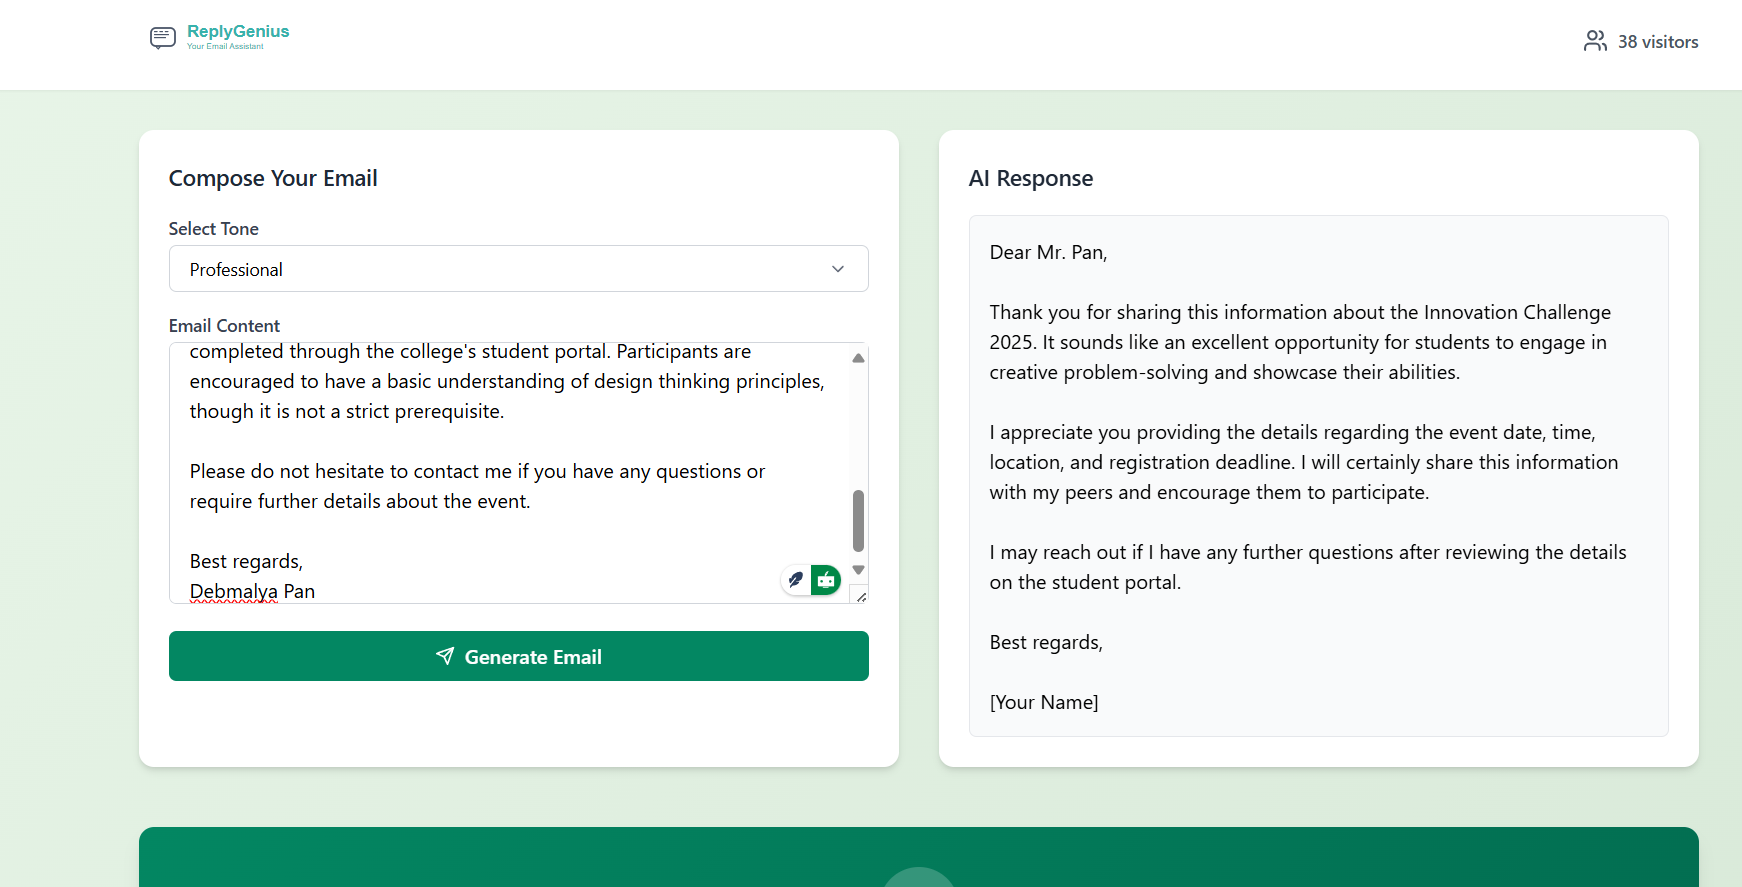 ReplyGenius
Your Email Assistant
38 visitors
Compose Your Email
Select Tone
Professional
Email Content
completed through the college's student portal. Participants are
encouraged to have a basic understanding of design thinking principles,
though it is not a strict prerequisite.
Please do not hesitate to contact me if you have any questions or
require further details about the event.
Best regards,
Debmalya Pan
Generate Email
AI Response
Dear Mr. Pan,
Thank you for sharing this information about the Innovation Challenge
2025. It sounds like an excellent opportunity for students to engage in
creative problem-solving and showcase their abilities.
I appreciate you providing the details regarding the event date, time,
location, and registration deadline. I will certainly share this information
with my peers and encourage them to participate.
I may reach out if I have any further questions after reviewing the details
on the student portal.
Best regards,
[Your Name]